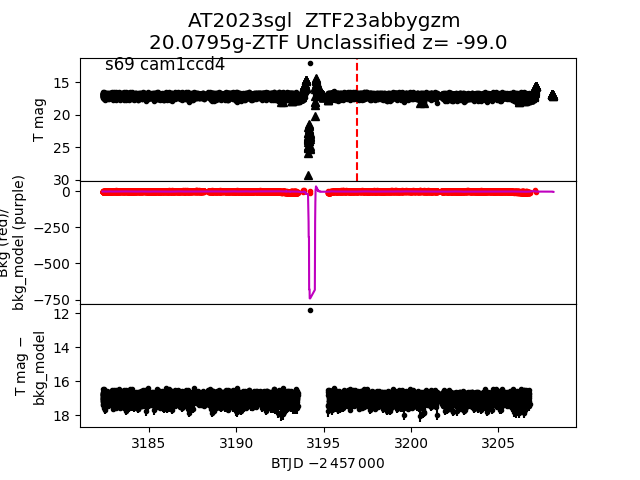 AT2023sgl  ZTF23abbygzm
20.0795g-ZTF Unclassified z= -99.0
s69 cam1ccd4
T mag
15
20
25
30
Bkg (red)/
bkg_model (purple)
0
−250
−500
−750
T mag −
bkg_model
12
14
16
18
3185 3190 3195 3200 3205
BTJD −2 457 000